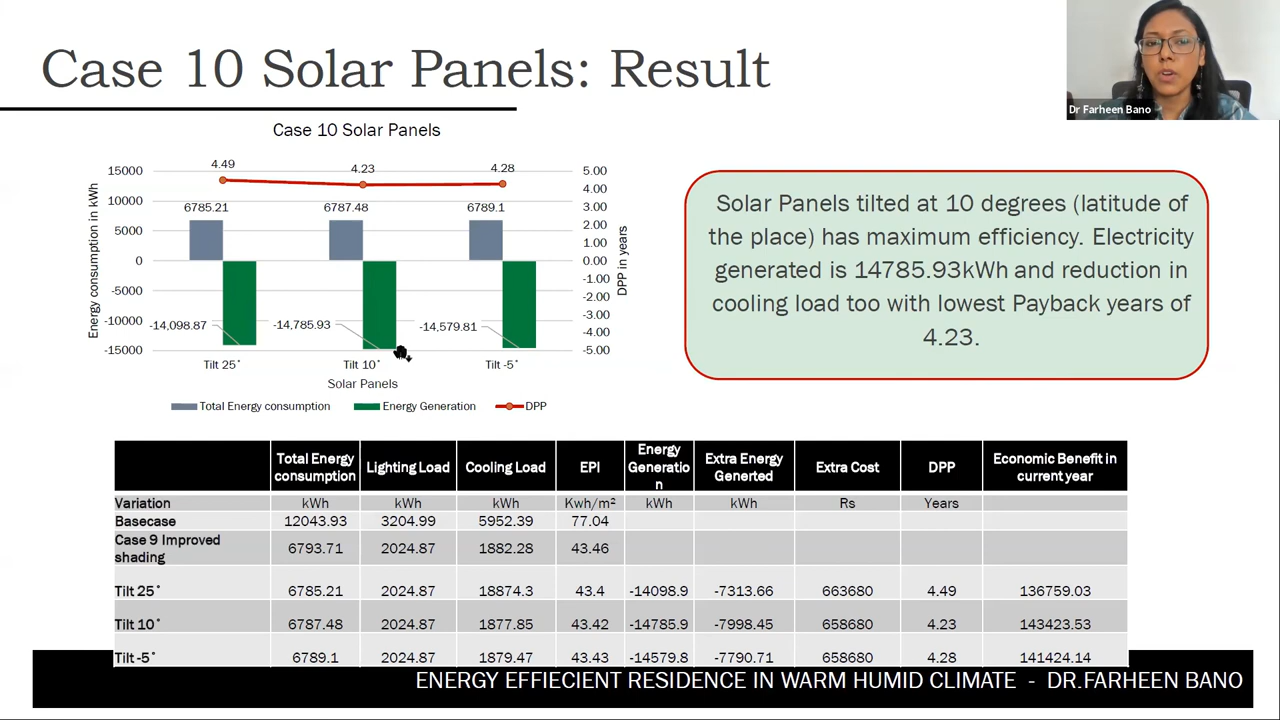 Case 10 Solar Panels: Result
Dr Farheen Bano
Case 10 Solar Panels
Energy consumption in kWh
15000
10000
5000
0
-5000
-10000
-15000
4.49
4.23
4.28
6785.21
6787.48
6789.1
-14,098.87
-14,785.93
-14,579.81
5.00
4.00
3.00
2.00
1.00
0.00
-1.00
-2.00
-3.00
-4.00
-5.00
DPP in years
Tilt 25˚ Tilt 10˚ Tilt -5˚
Solar Panels
Total Energy consumption Energy Generation DPP
Solar Panels tilted at 10 degrees (latitude of
the place) has maximum efficiency. Electricity
generated is 14785.93kWh and reduction in
cooling load too with lowest Payback years of
4.23.
Total Energy consumption Lighting Load Cooling Load EPI Energy Generatio n Extra Energy Generted Extra Cost DPP Economic Benefit in current year
Variation kWh kWh kWh Kwh/m² kWh kWh Rs Years
Basecase 12043.93 3204.99 5952.39 77.04
Case 9 Improved shading 6793.71 2024.87 1882.28 43.46
Tilt 25˚ 6785.21 2024.87 18874.3 43.4 -14098.9 -7313.66 663680 4.49 136759.03
Tilt 10˚ 6787.48 2024.87 1877.85 43.42 -14785.9 -7998.45 658680 4.23 143423.53
Tilt -5˚ 6789.1 2024.87 1879.47 43.43 -14579.8 -7790.71 658680 4.28 141424.14
ENERGY EFFIECIENT RESIDENCE IN WARM HUMID CLIMATE - DR.FARHEEN BANO